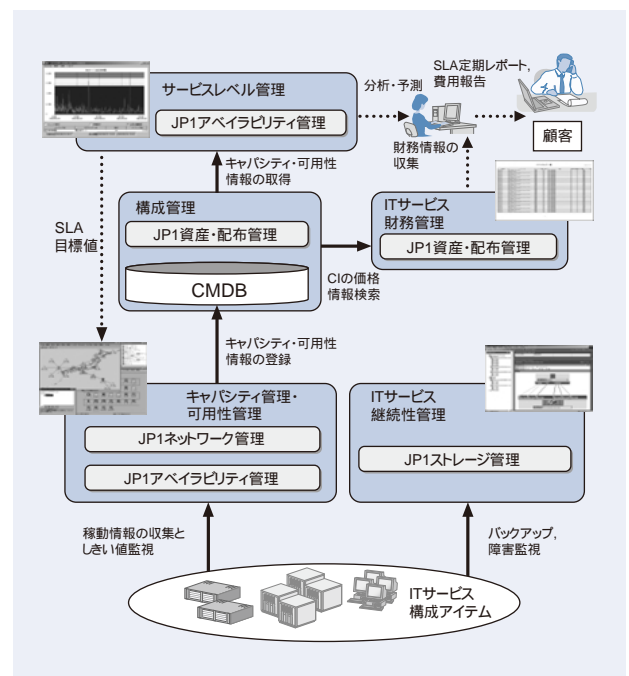 サービスレベル管理
JP1アベイラビリティ管理
分析・予測
SLA定期レポート,
費用報告
財務情報の
収集
顧客
キャパシティ・可用性
情報の取得
SLA
目標値
構成管理
JP1資産・配布管理
CMDB
ITサービス
財務管理
JP1資産・配布管理
CIの価格
情報検索
キャパシティ・可用性
情報の登録
キャパシティ管理・
可用性管理
JP1ネットワーク管理
JP1アベイラビリティ管理
ITサービス
継続性管理
JP1ストレージ管理
稼動情報の収集と
しきい値監視
バックアップ,
障害監視
ITサービス
構成アイテム